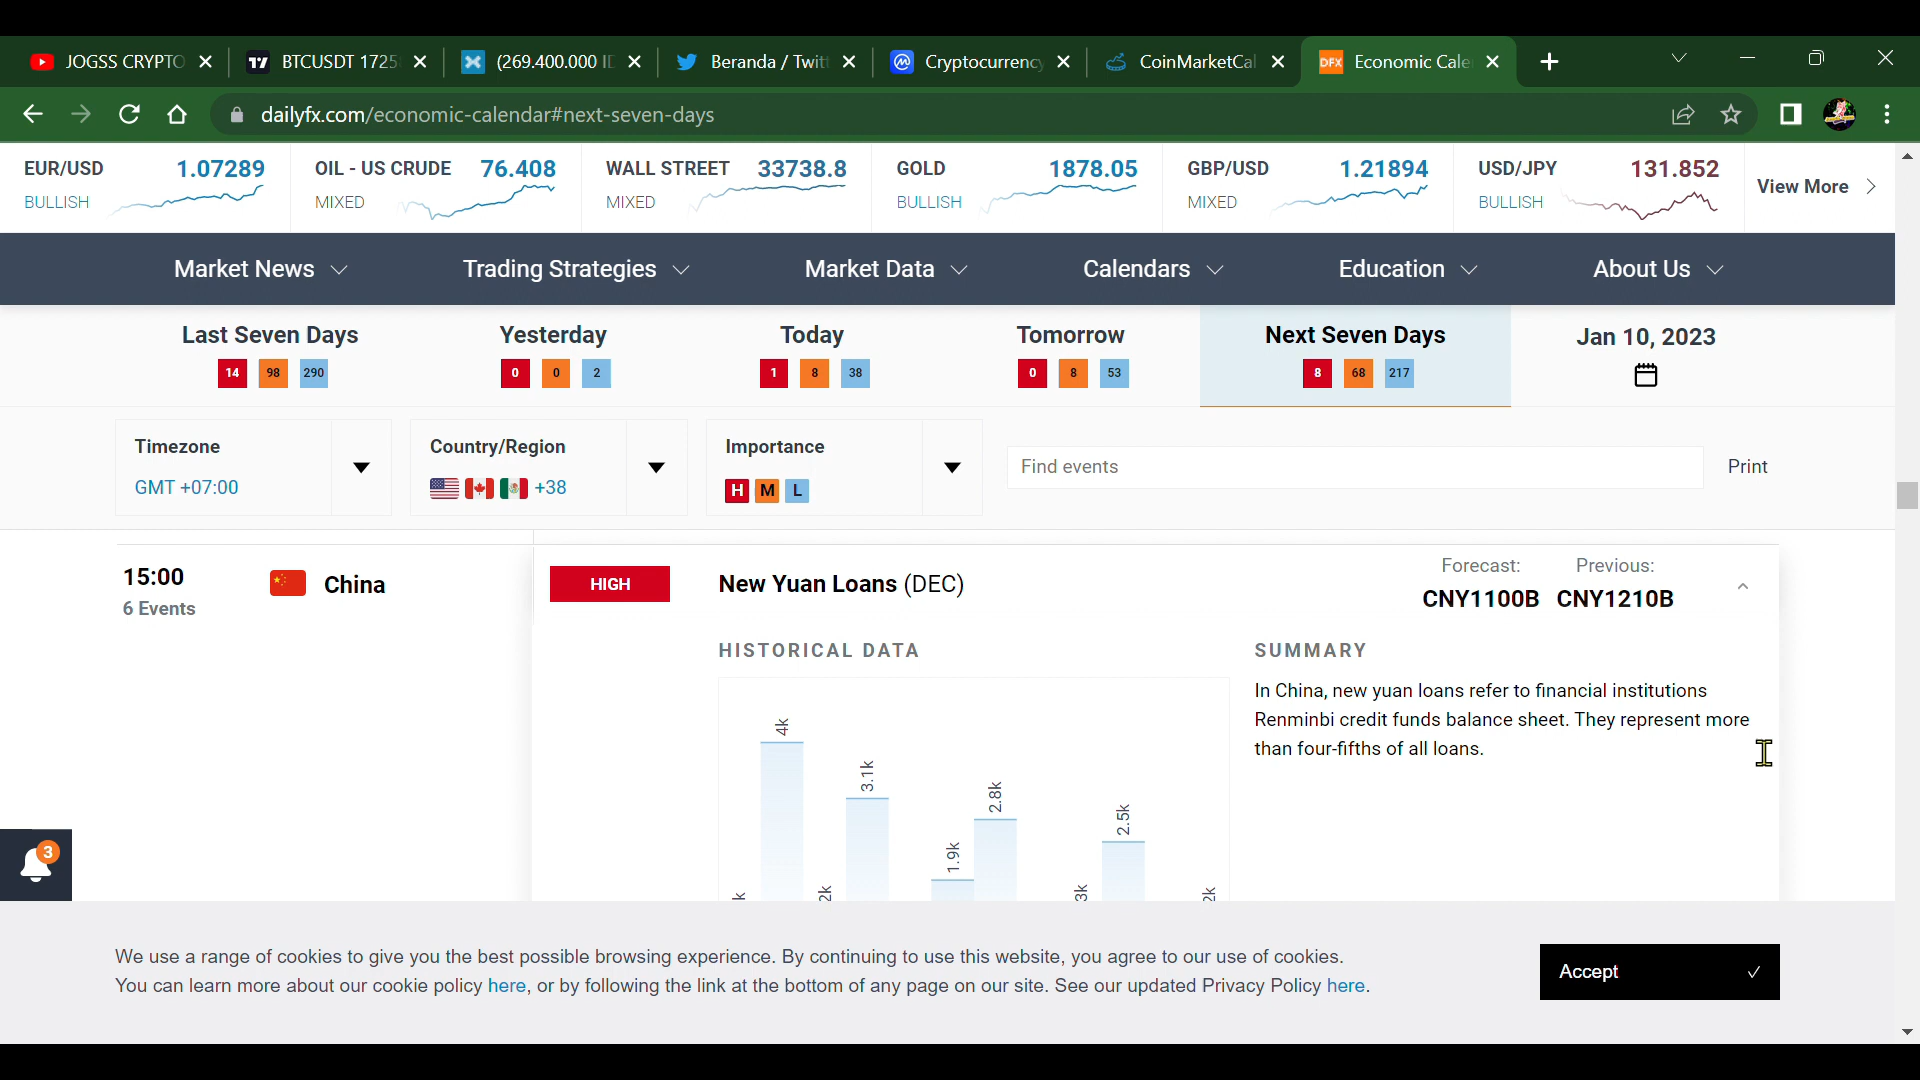 JOGSS CRYPTO
BTCUSDT 1725
(269.400.000 I
Beranda / Twitt
Cryptocurrency
CoinMarketCal
DFX Economic Cale
dailyfx.com/economic-calendar#next-seven-days
EUR/USD 1.07289 OIL - US CRUDE 76.408 WALL STREET 33738.8 GOLD 1878.05 GBP/USD 1.21894 USD/JPY 131.852
View More
BULLISH MIXED MIXED BULLISH MIXED BULLISH
Market News Trading Strategies Market Data Calendars Education About Us
Last Seven Days Yesterday Today Tomorrow Next Seven Days Jan 10, 2023
14 98 290 0 0 2 1 8 38 0 8 53 8 68 217
Timezone Country/Region Importance
Find events Print
GMT +07:00 +38 H M L
Forecast: Previous:
15:00 China HIGH New Yuan Loans (DEC) CNY1100B CNY1210B
6 Events
HISTORICAL DATA SUMMARY
In China, new yuan loans refer to financial institutions
Renminbi credit funds balance sheet. They represent more
than four-fifths of all loans.
4k
3.1k
2.8k
2.5k
1.9k
3
We use a range of cookies to give you the best possible browsing experience. By continuing to use this website, you agree to our use of cookies.
You can learn more about our cookie policy here, or by following the link at the bottom of any page on our site. See our updated Privacy Policy here.
Accept